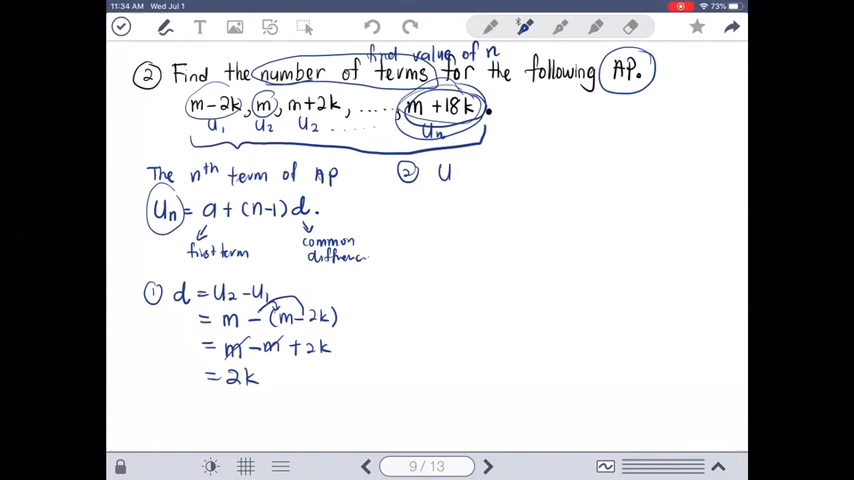 11:34 AM Wed Jul 1
73%
find value of n
② Find the number of terms for the following AP.
m-2k, m, m+2k, ....., m+18k.
U₁ U₂ U₂ ..... Uₙ
The nᵗʰ term of AP
② U
Uₙ = a + (n-1)d.
first term
common
differenc
① d = U₂ - U₁
= m - (m - 2k)
= m - m + 2k
= 2k
9/13